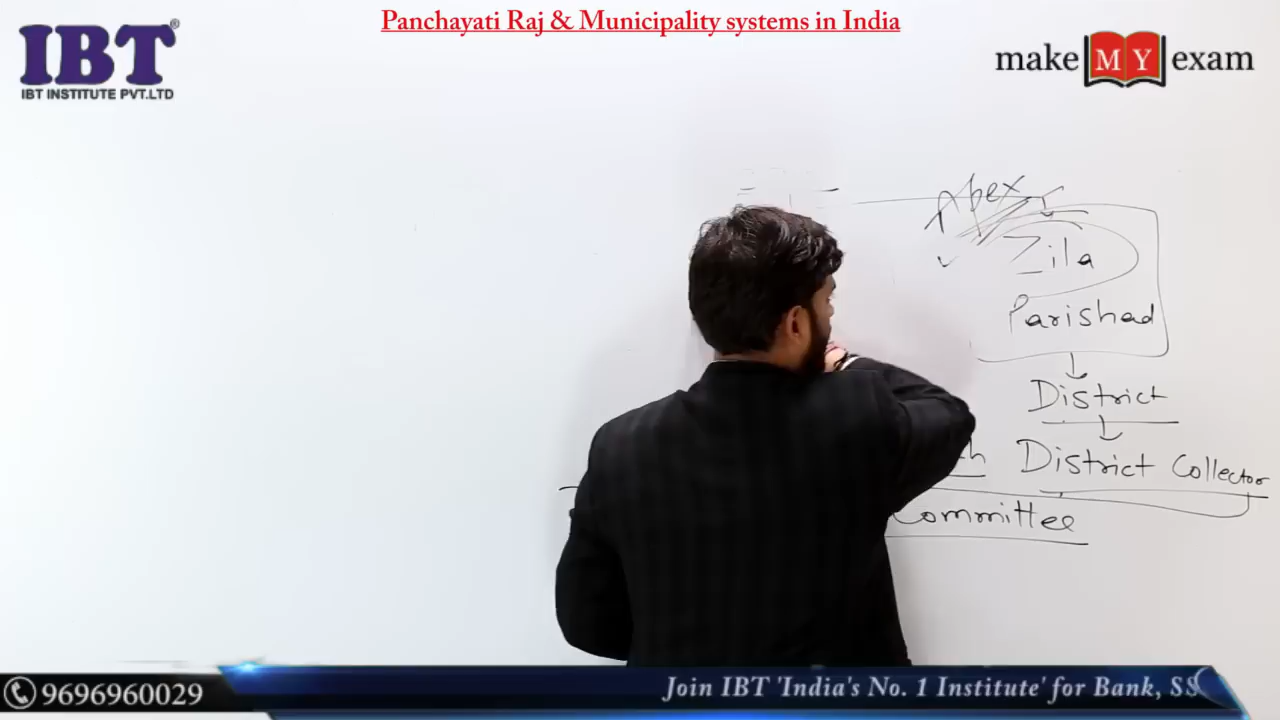 Panchayati Raj & Municipality systems in India
IBT
IBT INSTITUTE PVT.LTD
make MY exam
Apex
Zila
Parishad
District
District Collector
Committee
9696960029
Join IBT 'India's No. 1 Institute' for Bank, SS